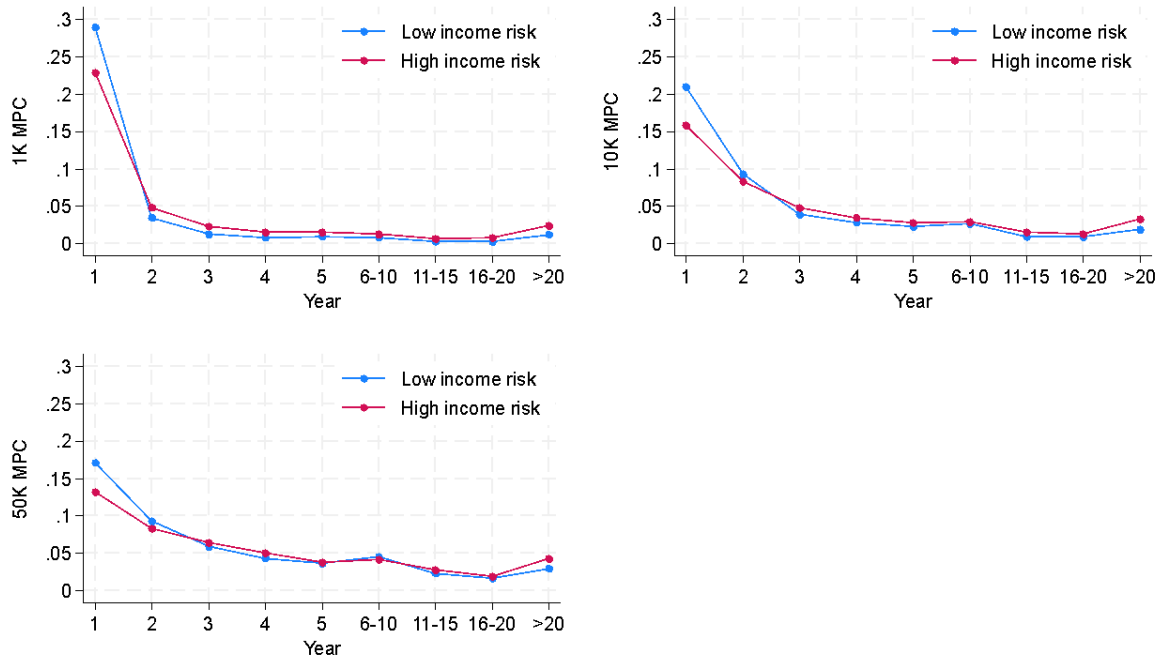 .3
.25
.2
.15
.1
.05
0
1K MPC
Low income risk
High income risk
1 2 3 4 5 6-10 11-15 16-20 >20
Year
.3
.25
.2
.15
.1
.05
0
10K MPC
Low income risk
High income risk
1 2 3 4 5 6-10 11-15 16-20 >20
Year
.3
.25
.2
.15
.1
.05
0
50K MPC
Low income risk
High income risk
1 2 3 4 5 6-10 11-15 16-20 >20
Year